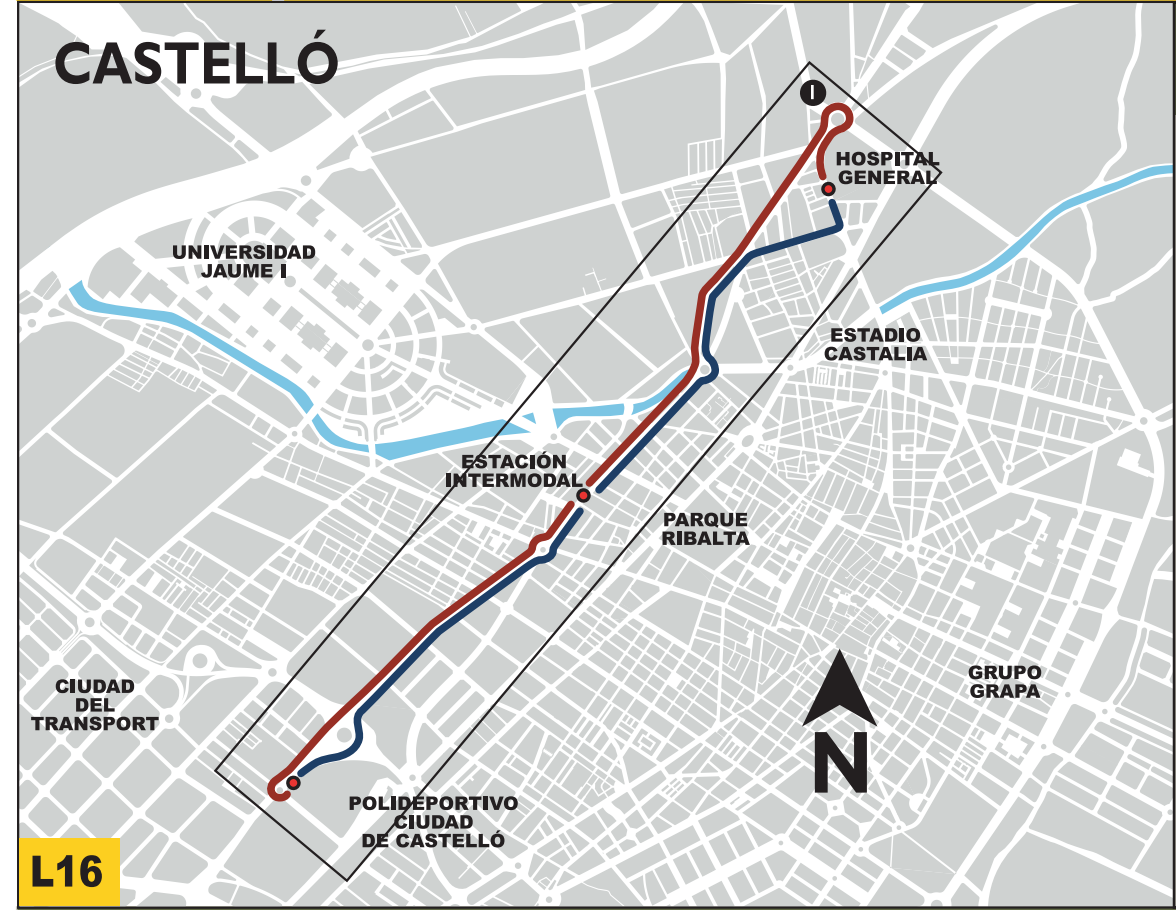 CASTELLÓ
I
HOSPITAL
GENERAL
UNIVERSIDAD
JAUME I
ESTADIO
CASTALIA
ESTACIÓN
INTERMODAL
PARQUE
RIBALTA
CIUDAD
DEL
TRANSPORT
GRUPO
GRAPA
N
POLIDEPORTIVO
CIUDAD
DE CASTELLÓ
L16